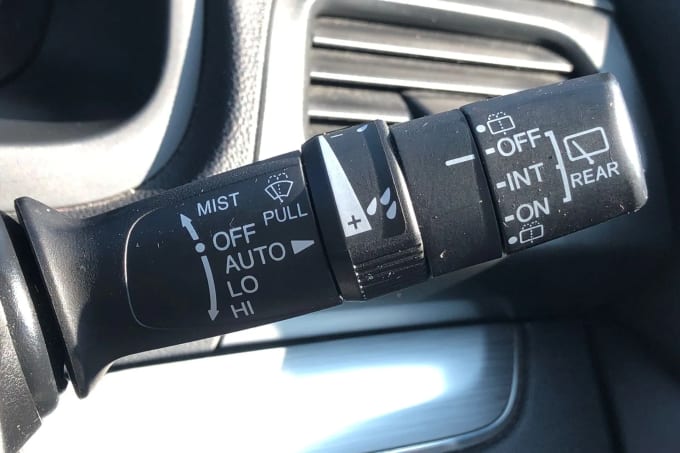 MIST
PULL
OFF
AUTO
LO
HI
+
-OFF
-INT
-ON
REAR